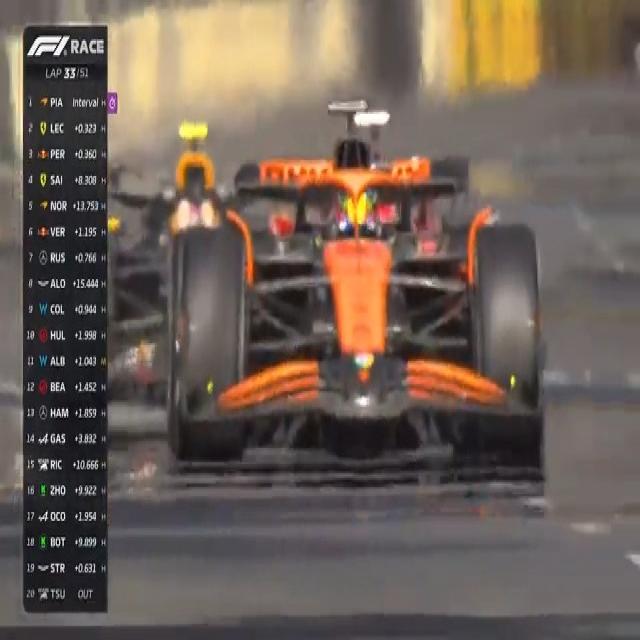 F1 RACE
LAP 33/51
1 PIA Interval H
2 LEC +0.323 H
3 PER +0.360 H
4 SAI +8.308 H
5 NOR +13.753 H
6 VER +1.195 H
7 RUS +0.766 H
8 ALO +15.444 H
9 COL +0.944 H
10 HUL +1.998 H
11 ALB +1.043 M
12 BEA +1.452 H
13 HAM +1.859 H
14 GAS +3.832 H
15 RIC +10.666 H
16 ZHO +9.922 H
17 OCO +1.954 H
18 BOT +9.899 H
19 STR +0.631 H
20 TSU OUT